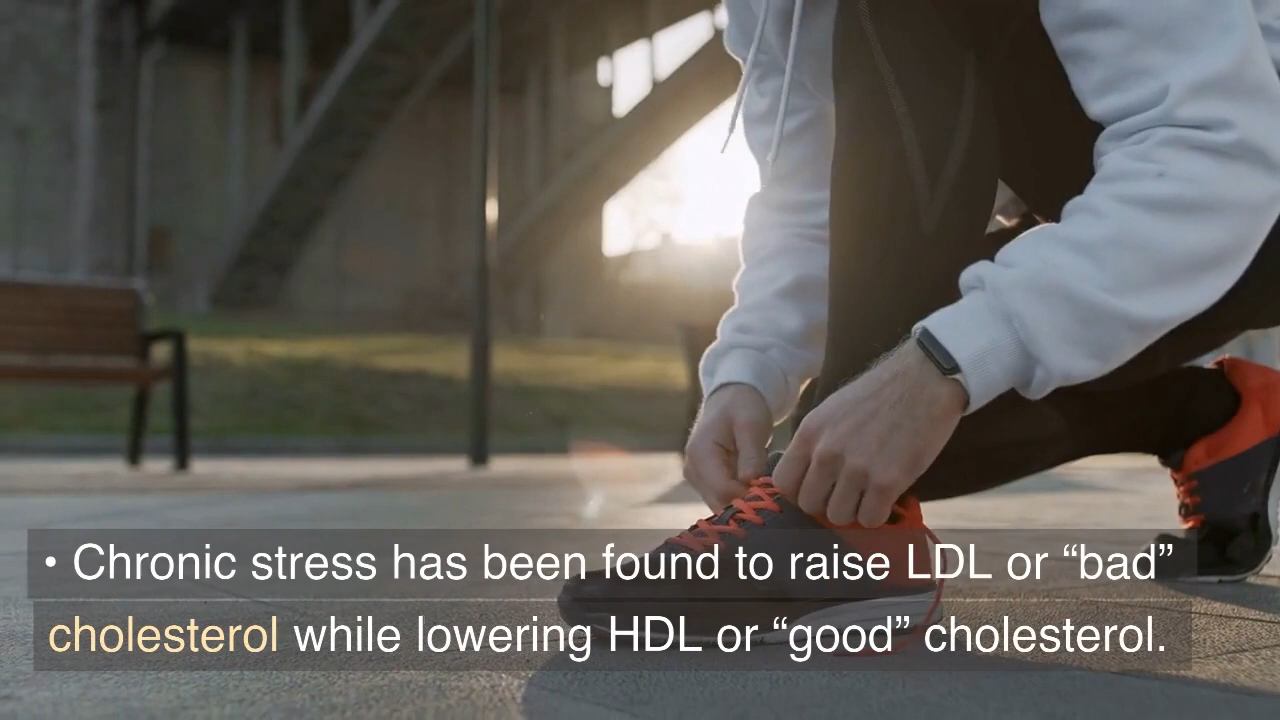 • Chronic stress has been found to raise LDL or “bad”
cholesterol while lowering HDL or “good” cholesterol.